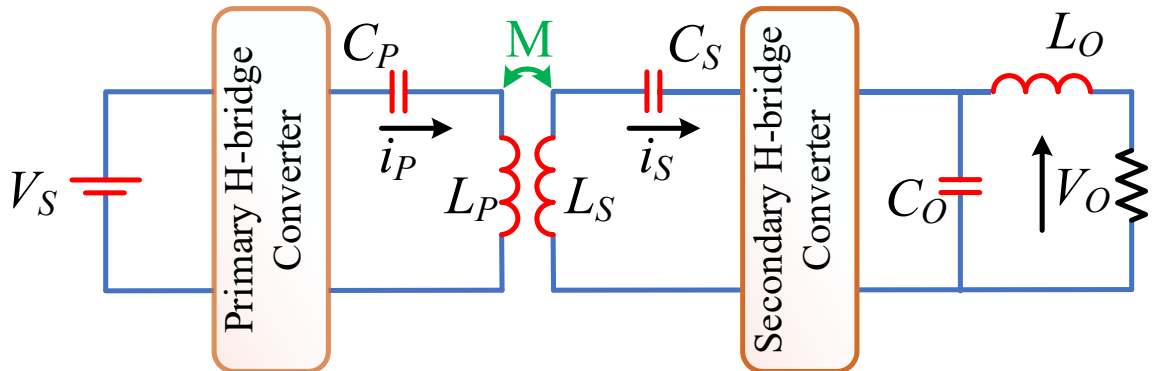 Primary H-bridge
Converter
Secondary H-bridge
Converter
V_S
C_P
i_P
M
L_P
L_S
C_S
i_S
C_O
L_O
V_O